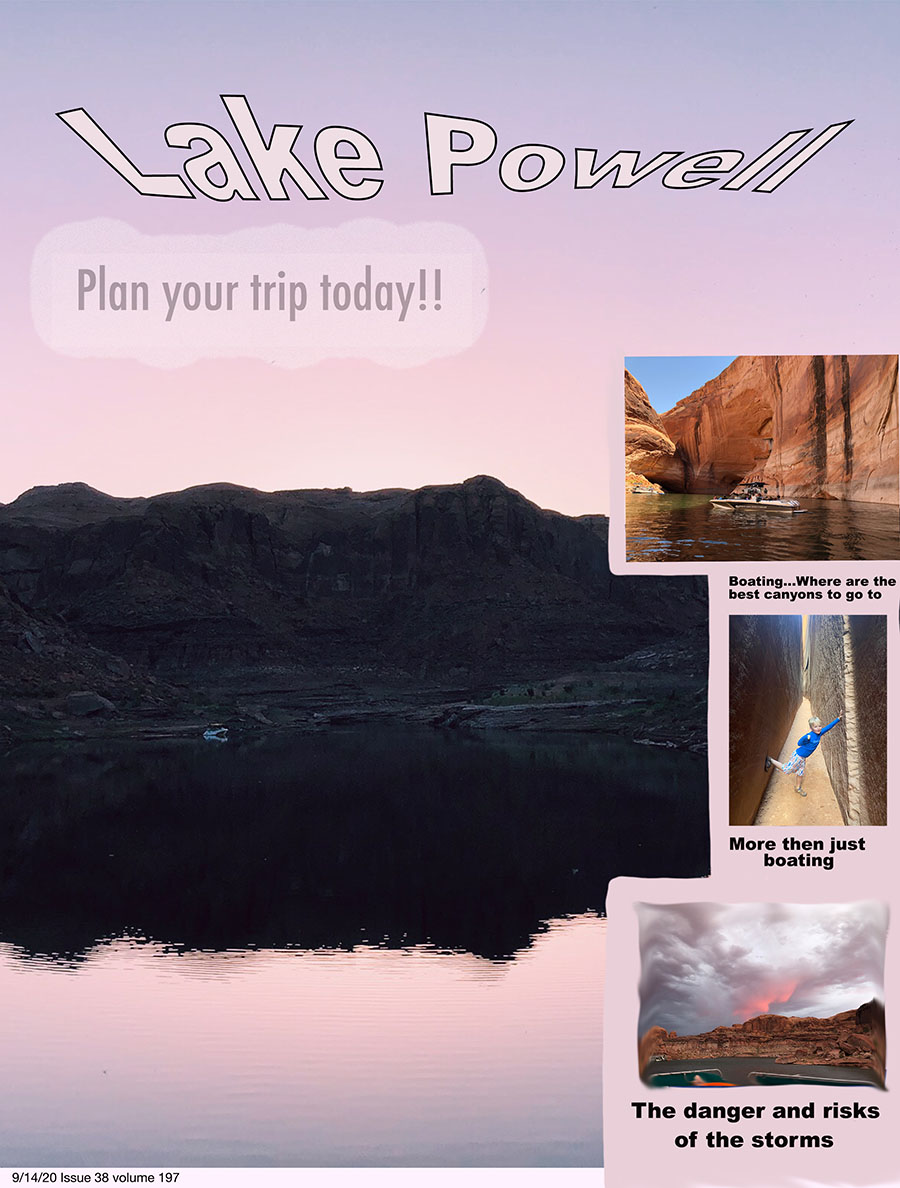 Lake Powell
Plan your trip today!!
Boating...Where are the
best canyons to go to
More then just
boating
The danger and risks
of the storms
9/14/20 Issue 38 volume 197